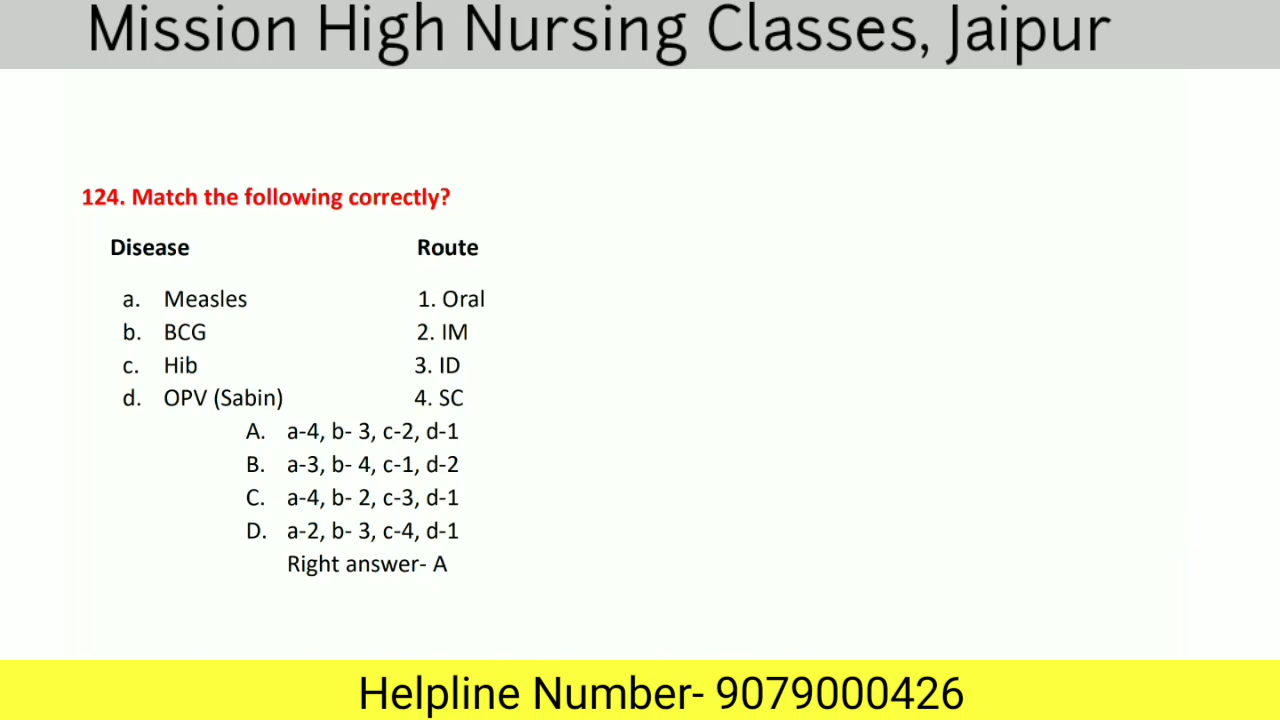 Mission High Nursing Classes, Jaipur
124. Match the following correctly?
Disease Route
a. Measles 1. Oral
b. BCG 2. IM
c. Hib 3. ID
d. OPV (Sabin) 4. SC
A. a-4, b- 3, c-2, d-1
B. a-3, b- 4, c-1, d-2
C. a-4, b- 2, c-3, d-1
D. a-2, b- 3, c-4, d-1
Right answer- A
Helpline Number- 9079000426